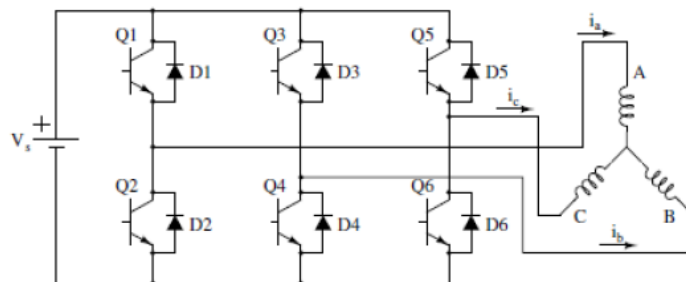 i_a
Q1 Q3 Q5
D1 D3 D5
A
i_c
+
V_s
Q2 Q4 Q6
C B
D2 D4 D6
i_b